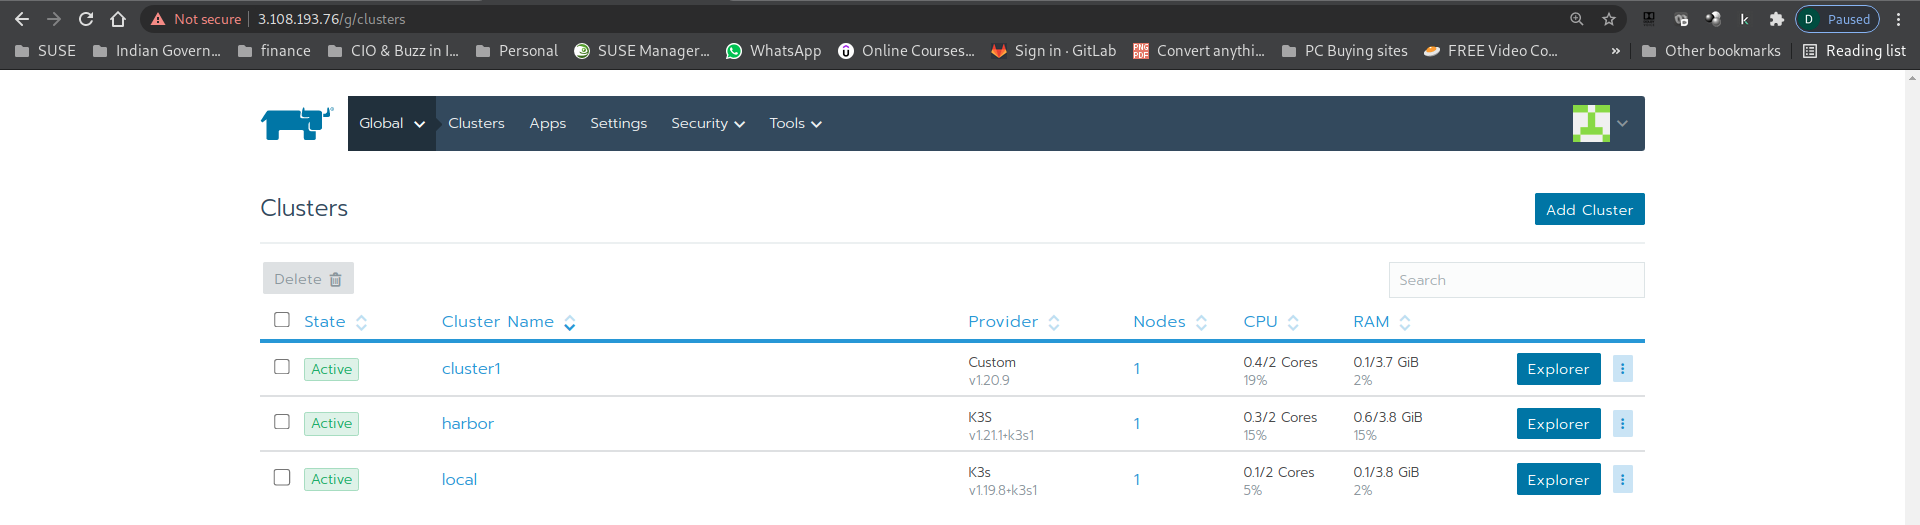 Not secure 3.108.193.76/g/clusters D Paused
SUSE Indian Govern... finance CIO & Buzz in I... Personal SUSE Manager... WhatsApp Online Courses... Sign in · GitLab PNG PDF Convert anythi... PC Buying sites FREE Video Co... » Other bookmarks Reading list
Global Clusters Apps Settings Security Tools
Clusters Add Cluster
Delete Search
State Cluster Name Provider Nodes CPU RAM
Active cluster1 Custom 1 0.4/2 Cores 0.1/3.7 GiB Explorer
v1.20.9 19% 2%
Active harbor K3S 1 0.3/2 Cores 0.6/3.8 GiB Explorer
v1.21.1+k3s1 15% 15%
Active local K3s 1 0.1/2 Cores 0.1/3.8 GiB Explorer
v1.19.8+k3s1 5% 2%